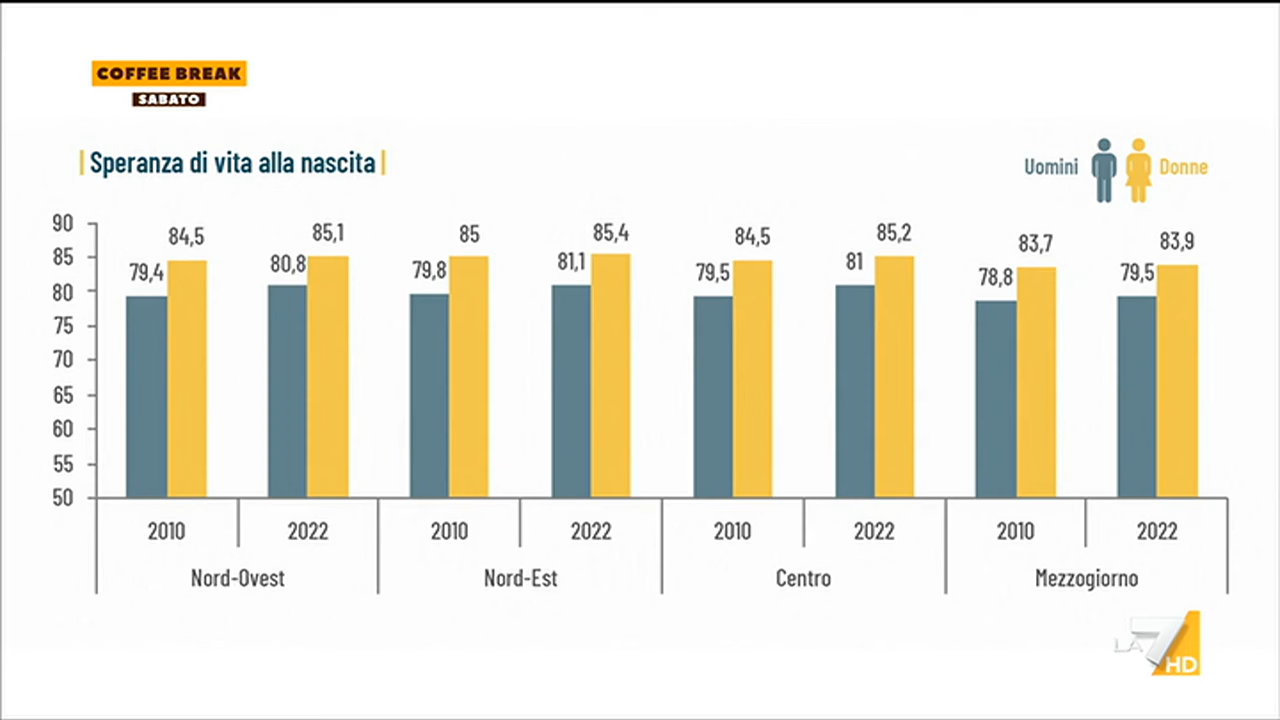 COFFEE BREAK
SABATO
Speranza di vita alla nascita
Uomini Donne
90
85
80
75
70
65
60
55
50
79,4 84,5 80,8 85,1 79,8 85 81,1 85,4 79,5 84,5 81 85,2 78,8 83,7 79,5 83,9
2010 2022 2010 2022 2010 2022 2010 2022
Nord-Ovest Nord-Est Centro Mezzogiorno
LA7
HD